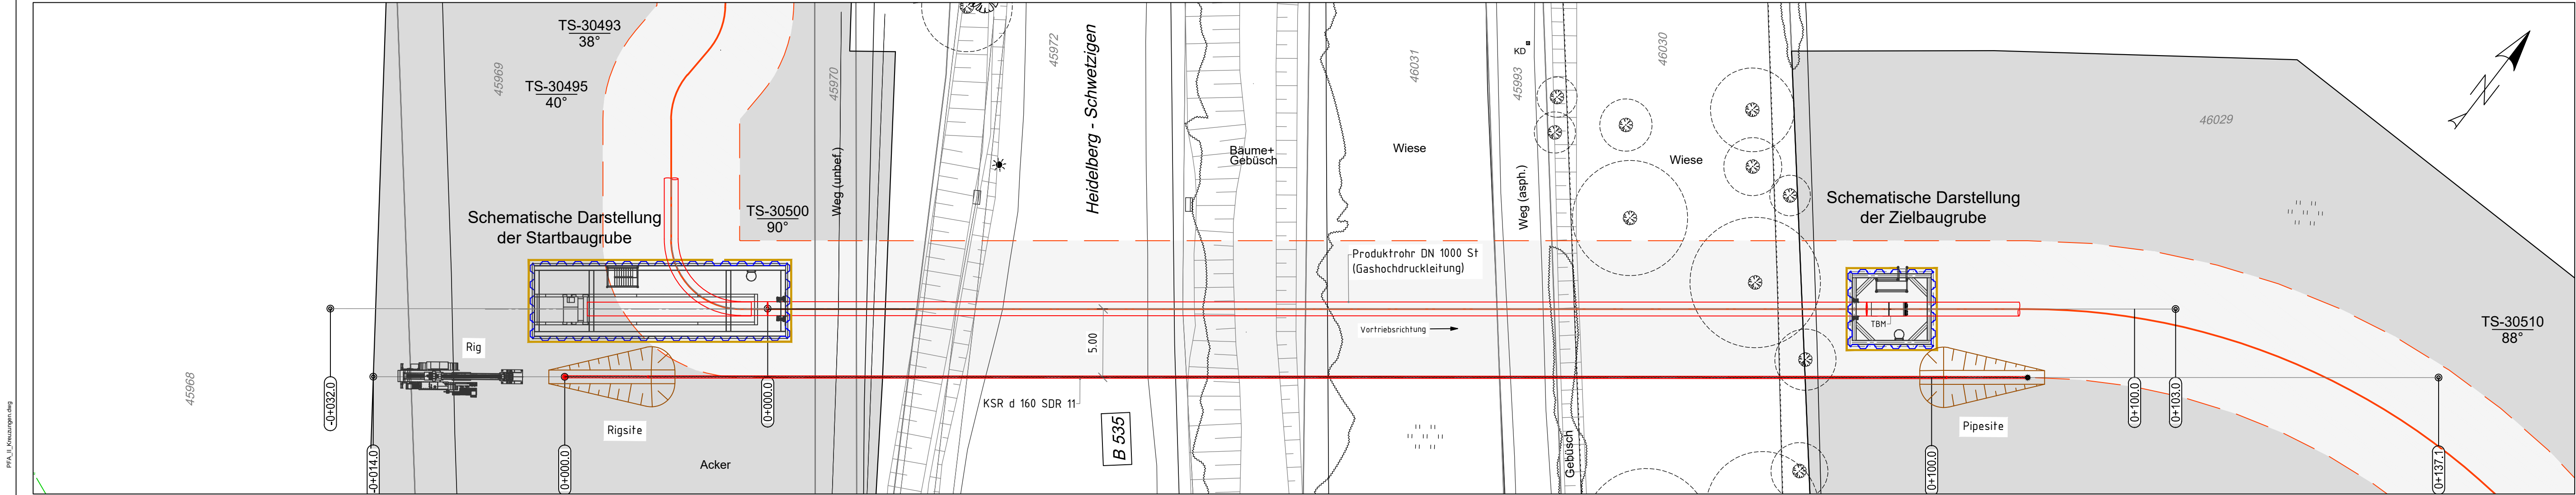 TS-30493
38°
TS-30495
40°
45969
45970
45972
Heidelberg - Schwetzigen
46031
KD
45993
46030
46029
Weg (unbef.)
Bäume+
Gebüsch
Wiese
Weg (asph.)
Wiese
Schematische Darstellung
der Startbaugrube
TS-30500
90°
Schematische Darstellung
der Zielbaugrube
Produktrohr DN 1000 St
(Gashochdruckleitung)
Vortriebsrichtung
TBM
TS-30510
88°
5.00
Rig
45968
-0+032.0
0+000.0
0+100.0
0+103.0
KSR d 160 SDR 11
B 535
Rigsite
Pipesite
Gebüsch
Acker
-0+014.0
0+000.0
0+100.0
0+137.1
PFA_II_Kreuzungen.dwg
N